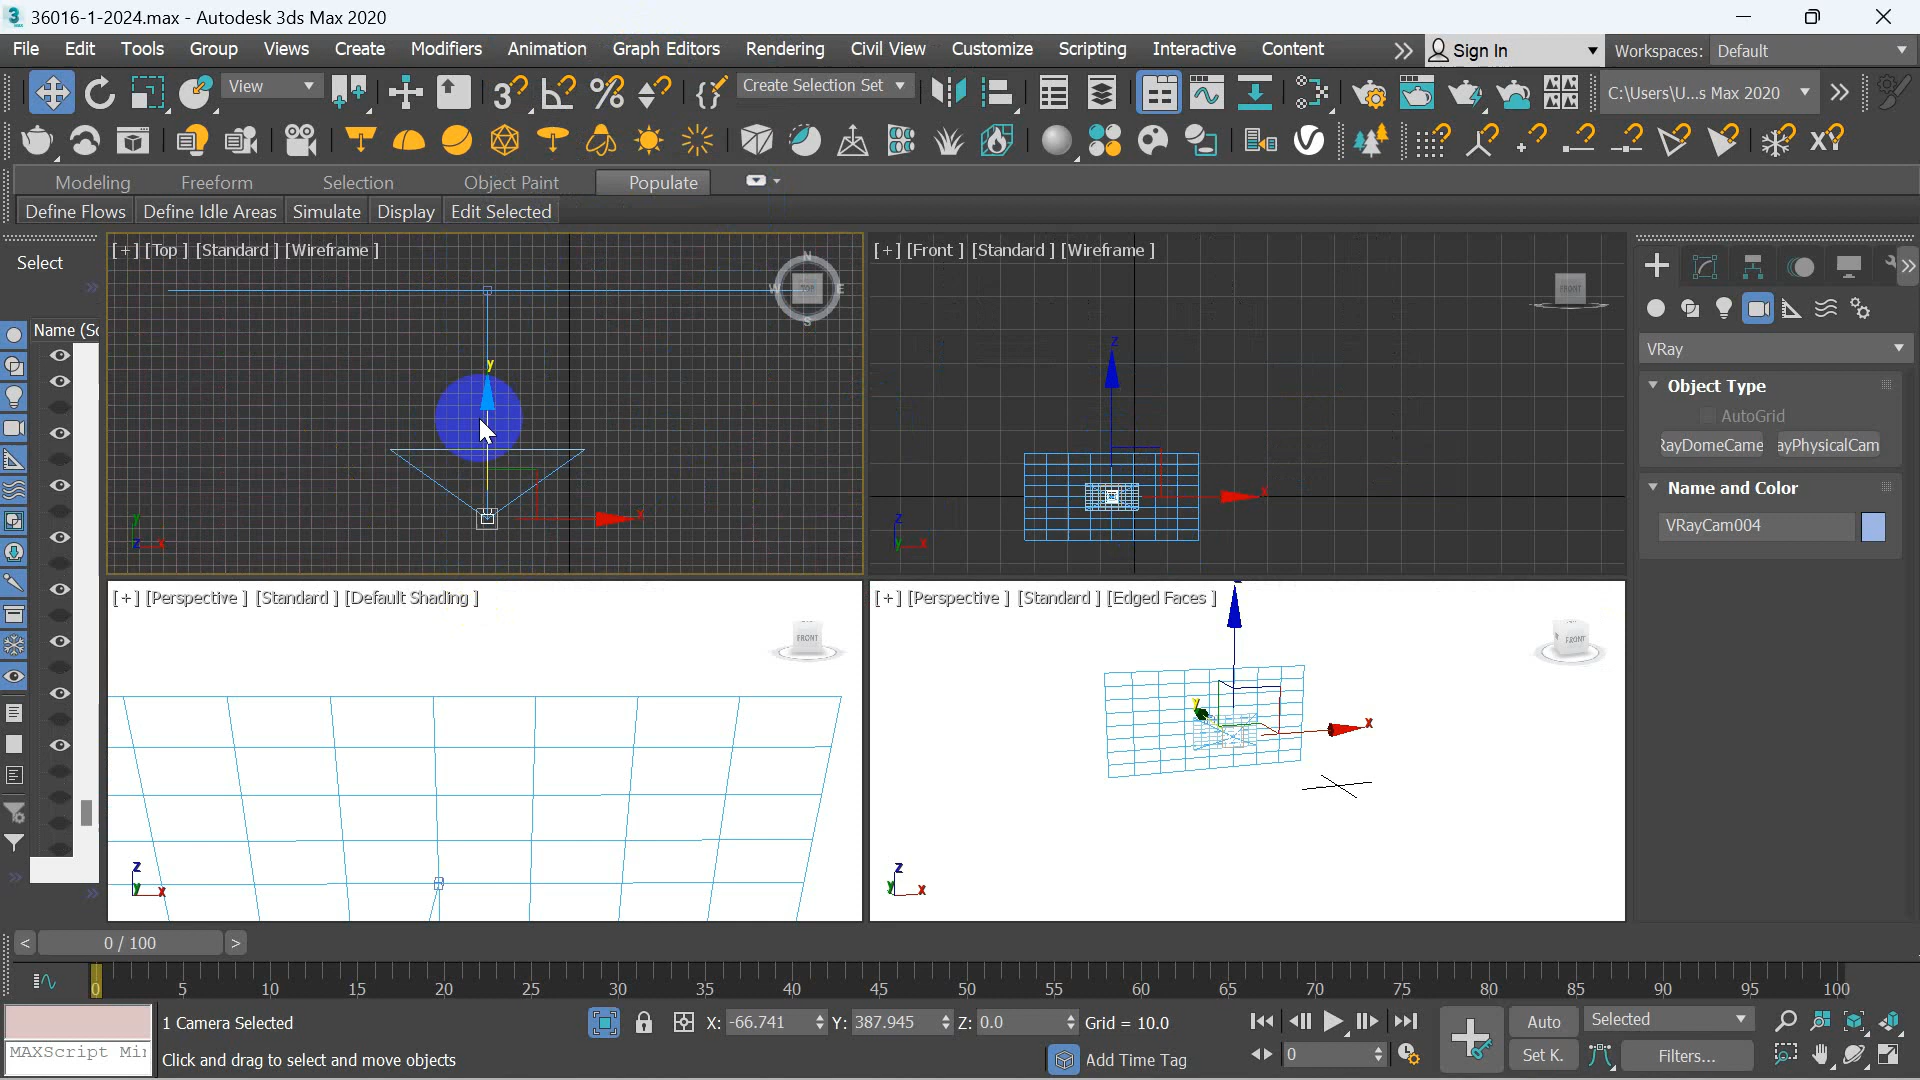 36016-1-2024.max - Autodesk 3ds Max 2020
File Edit Tools Group Views Create Modifiers Animation Graph Editors Rendering Civil View Customize Scripting Interactive Content Sign In Workspaces: Default
View Create Selection Set C:\Users\U...s Max 2020
Modeling Freeform Selection Object Paint Populate
Define Flows Define Idle Areas Simulate Display Edit Selected
Select
Name (Sc
[+] [Top ] [Standard ] [Wireframe ]
N
W E
S
y
x
y
z x
[+] [Front ] [Standard ] [Wireframe ]
FRONT
z
x
z
y x
[+] [Perspective ] [Standard ] [Default Shading ]
FRONT
z
y x
[+] [Perspective ] [Standard ] [Edged Faces ]
FRONT
y
x
z
y x
VRay
Object Type
AutoGrid
RayDomeCame ayPhysicalCam
Name and Color
VRayCam004
< 0 / 100 >
0 5 10 15 20 25 30 35 40 45 50 55 60 65 70 75 80 85 90 95 100
1 Camera Selected X: -66.741 Y: 387.945 Z: 0.0 Grid = 10.0 Auto Selected
MAXScript Mi Click and drag to select and move objects Add Time Tag 0 Set K. Filters...